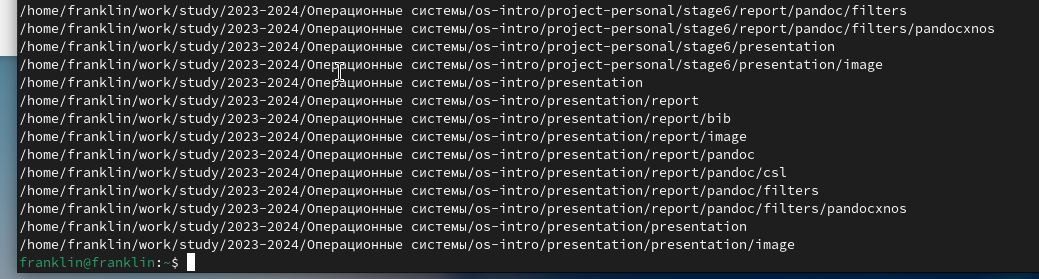 /home/franklin/work/study/2023-2024/Операционные системы/os-intro/project-personal/stage6/report/pandoc/filters
/home/franklin/work/study/2023-2024/Операционные системы/os-intro/project-personal/stage6/report/pandoc/filters/pandocxnos
/home/franklin/work/study/2023-2024/Операционные системы/os-intro/project-personal/stage6/presentation
/home/franklin/work/study/2023-2024/Операционные системы/os-intro/project-personal/stage6/presentation/image
/home/franklin/work/study/2023-2024/Операционные системы/os-intro/presentation
/home/franklin/work/study/2023-2024/Операционные системы/os-intro/presentation/report
/home/franklin/work/study/2023-2024/Операционные системы/os-intro/presentation/report/bib
/home/franklin/work/study/2023-2024/Операционные системы/os-intro/presentation/report/image
/home/franklin/work/study/2023-2024/Операционные системы/os-intro/presentation/report/pandoc
/home/franklin/work/study/2023-2024/Операционные системы/os-intro/presentation/report/pandoc/csl
/home/franklin/work/study/2023-2024/Операционные системы/os-intro/presentation/report/pandoc/filters
/home/franklin/work/study/2023-2024/Операционные системы/os-intro/presentation/report/pandoc/filters/pandocxnos
/home/franklin/work/study/2023-2024/Операционные системы/os-intro/presentation/presentation
/home/franklin/work/study/2023-2024/Операционные системы/os-intro/presentation/presentation/image
franklin@franklin:~$